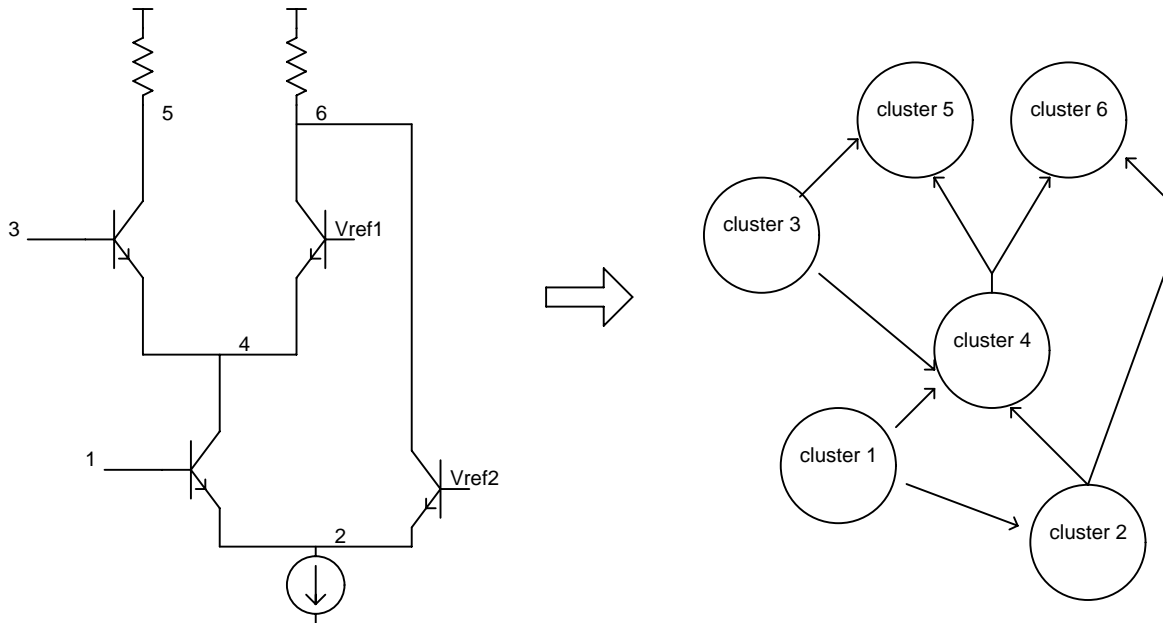 5
6
3
Vref1
4
1
Vref2
2
cluster 5
cluster 6
cluster 3
cluster 4
cluster 1
cluster 2